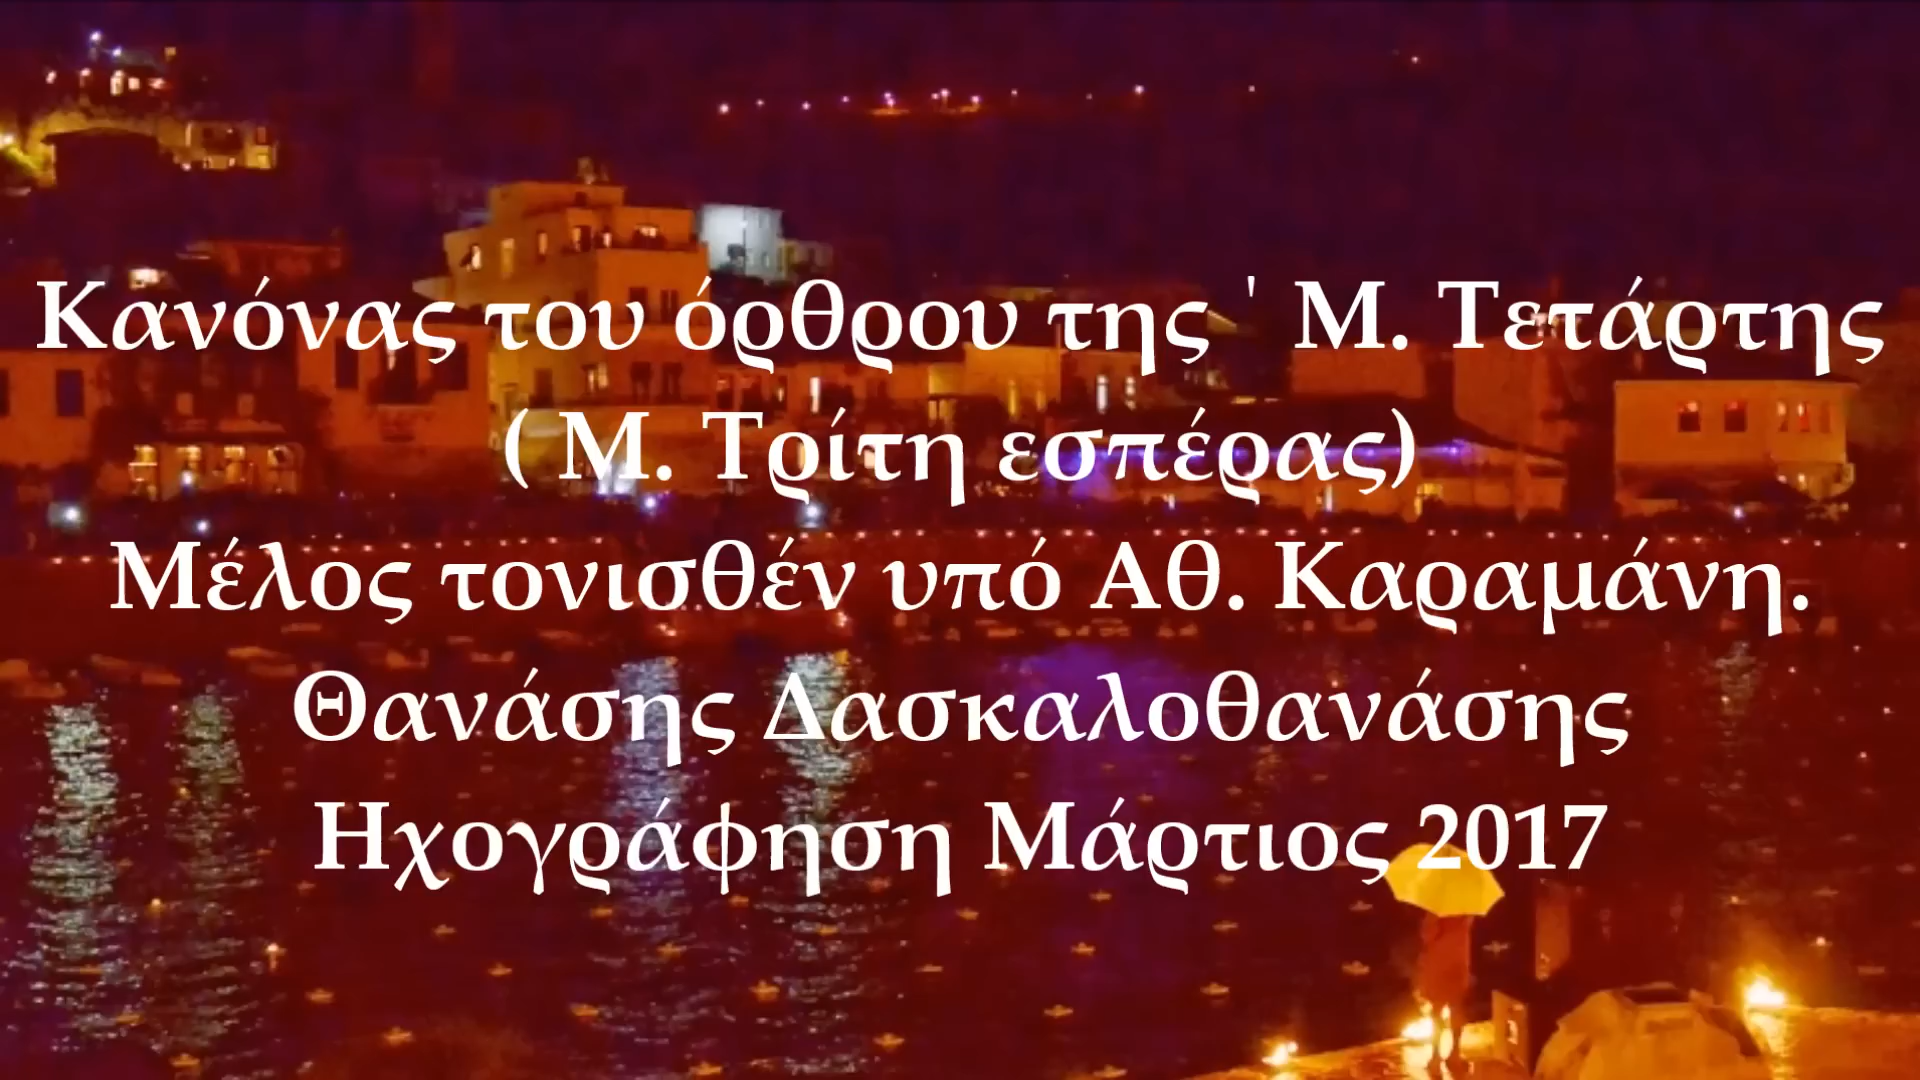 Κανόνας του όρθρου της ' Μ. Τετάρτης
( Μ. Τρίτη εσπέρας)
Μέλος τονισθέν υπό Αθ. Καραμάνη.
Θανάσης Δασκαλοθανάσης
Ηχογράφηση Μάρτιος 2017